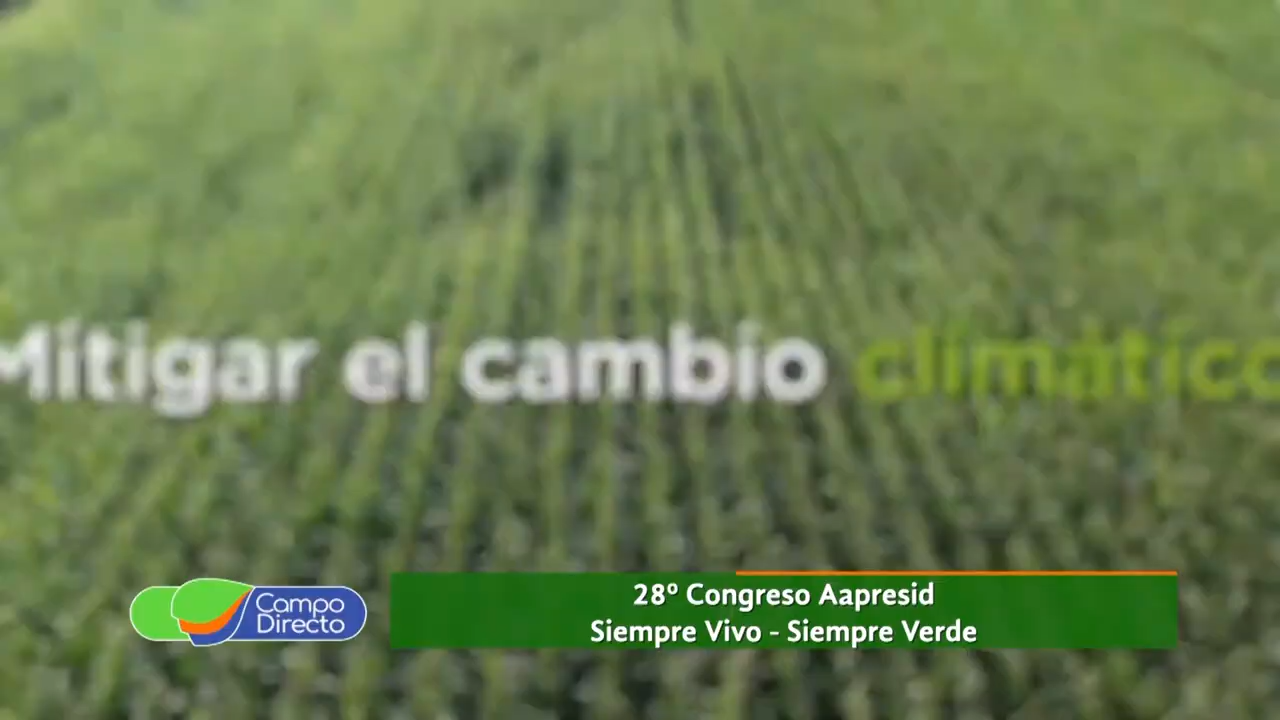 Mitigar el cambio climático
Campo
Directo
28º Congreso Aapresid
Siempre Vivo - Siempre Verde